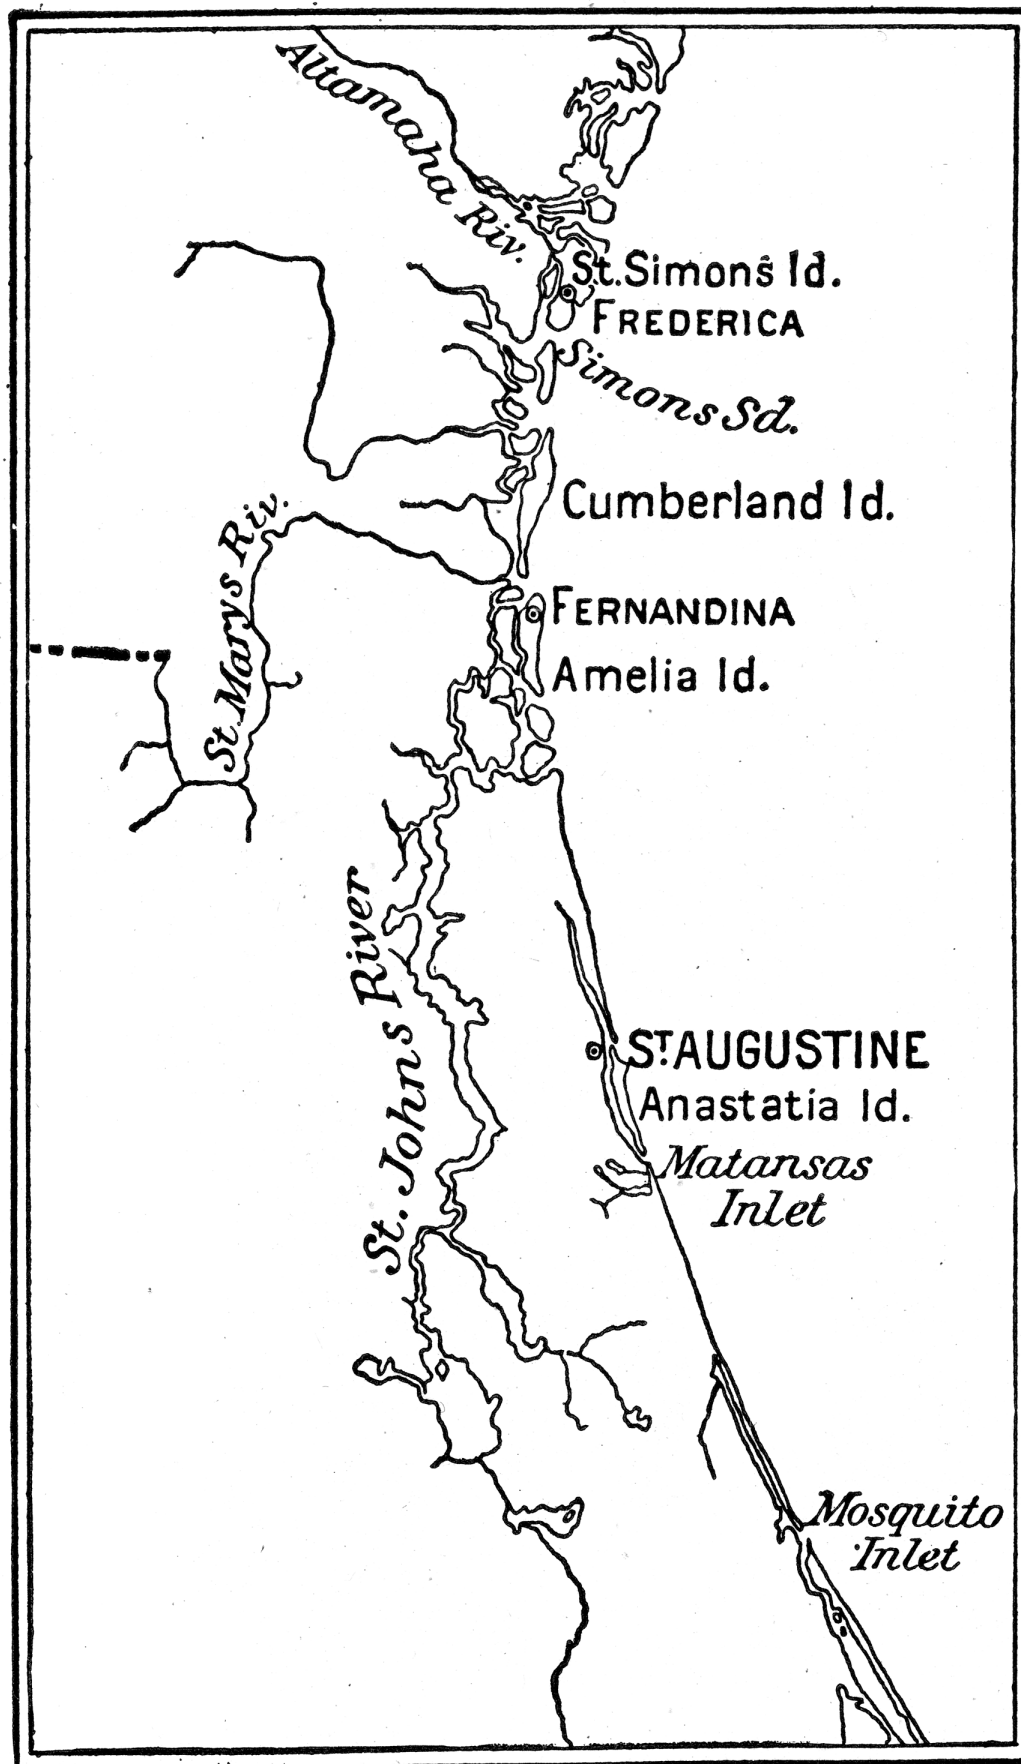 Altamaha Riv.
St. Simons Id.
FREDERICA
Simons Sd.
Cumberland Id.
St. Marys Riv.
FERNANDINA
Amelia Id.
St. Johns River
ST. AUGUSTINE
Anastatia Id.
Matansas
Inlet
Mosquito
Inlet